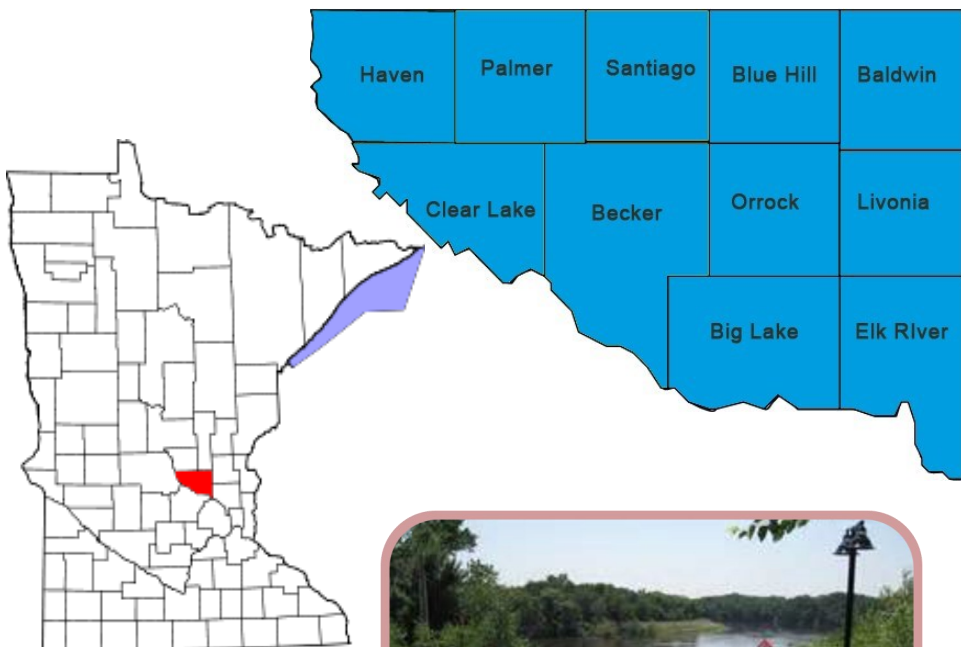 Haven
Palmer
Santiago
Blue Hill
Baldwin
Clear Lake
Becker
Orrock
Livonia
Big Lake
Elk RIver